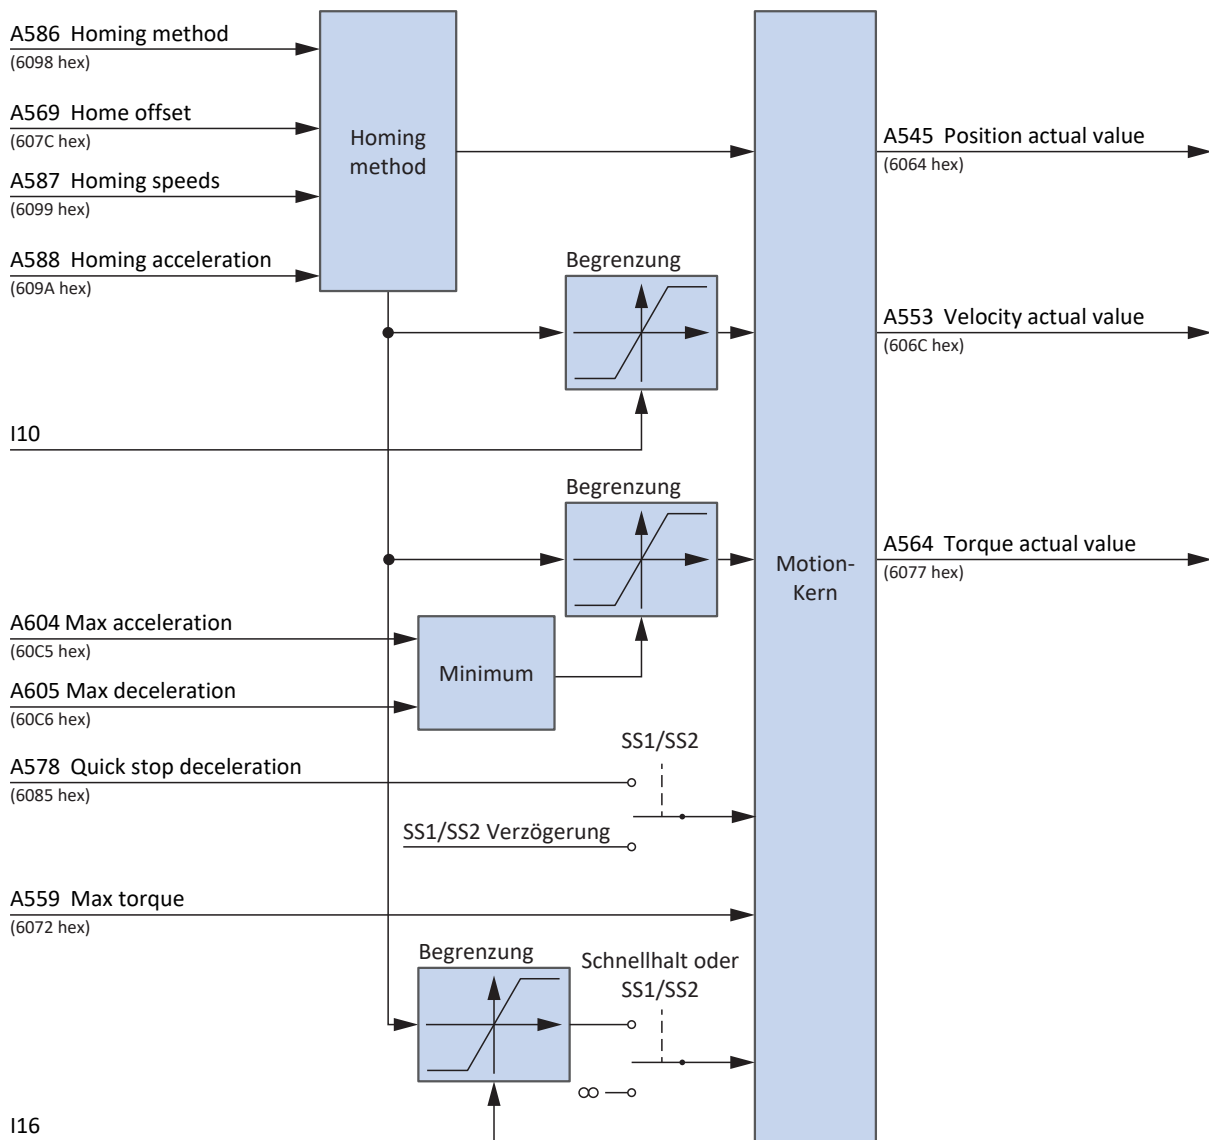 A586 Homing method
(6098 hex)
A569 Home offset
(607C hex)
A587 Homing speeds
(6099 hex)
A588 Homing acceleration
(609A hex)
Homing
method
A545 Position actual value
(6064 hex)
Begrenzung
A553 Velocity actual value
(606C hex)
I10
Begrenzung
A564 Torque actual value
(6077 hex)
Motion-
Kern
A604 Max acceleration
(60C5 hex)
A605 Max deceleration
(60C6 hex)
Minimum
SS1/SS2
A578 Quick stop deceleration
(6085 hex)
SS1/SS2 Verzögerung
A559 Max torque
(6072 hex)
Begrenzung
Schnellhalt oder
SS1/SS2
∞
I16